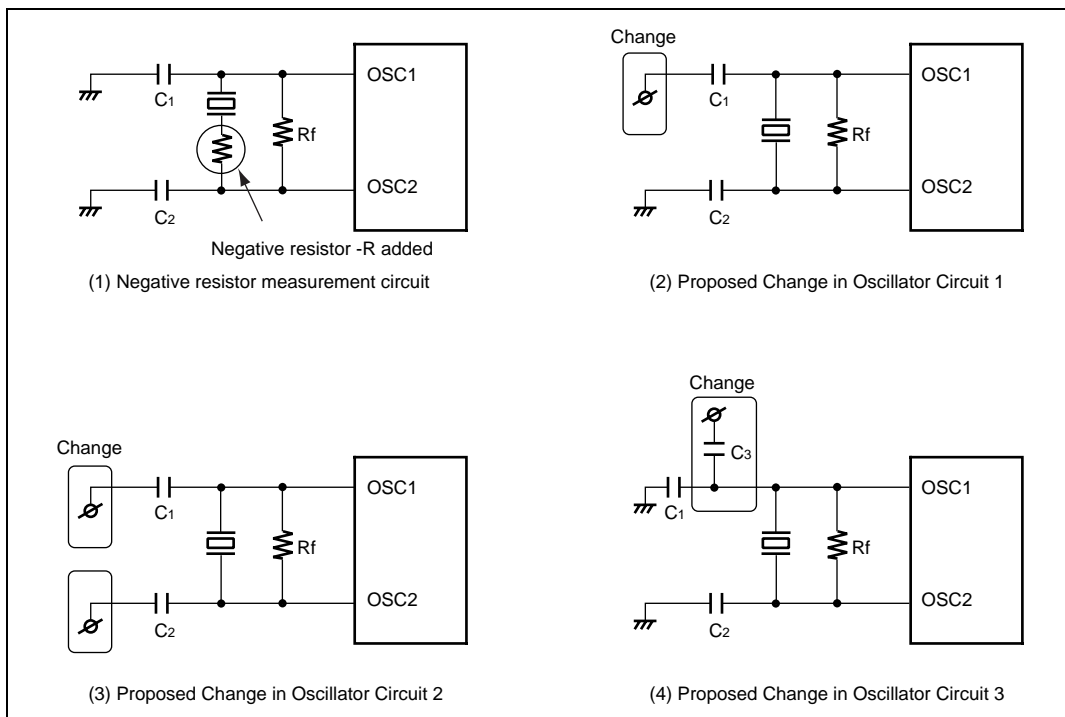 OSC1
C1
Rf
OSC2
C2
Negative resistor -R added
(1) Negative resistor measurement circuit
Change
OSC1
C1
Rf
OSC2
C2
(2) Proposed Change in Oscillator Circuit 1
Change
OSC1
C1
Rf
OSC2
C2
(3) Proposed Change in Oscillator Circuit 2
Change
C3
OSC1
C1
Rf
OSC2
C2
(4) Proposed Change in Oscillator Circuit 3